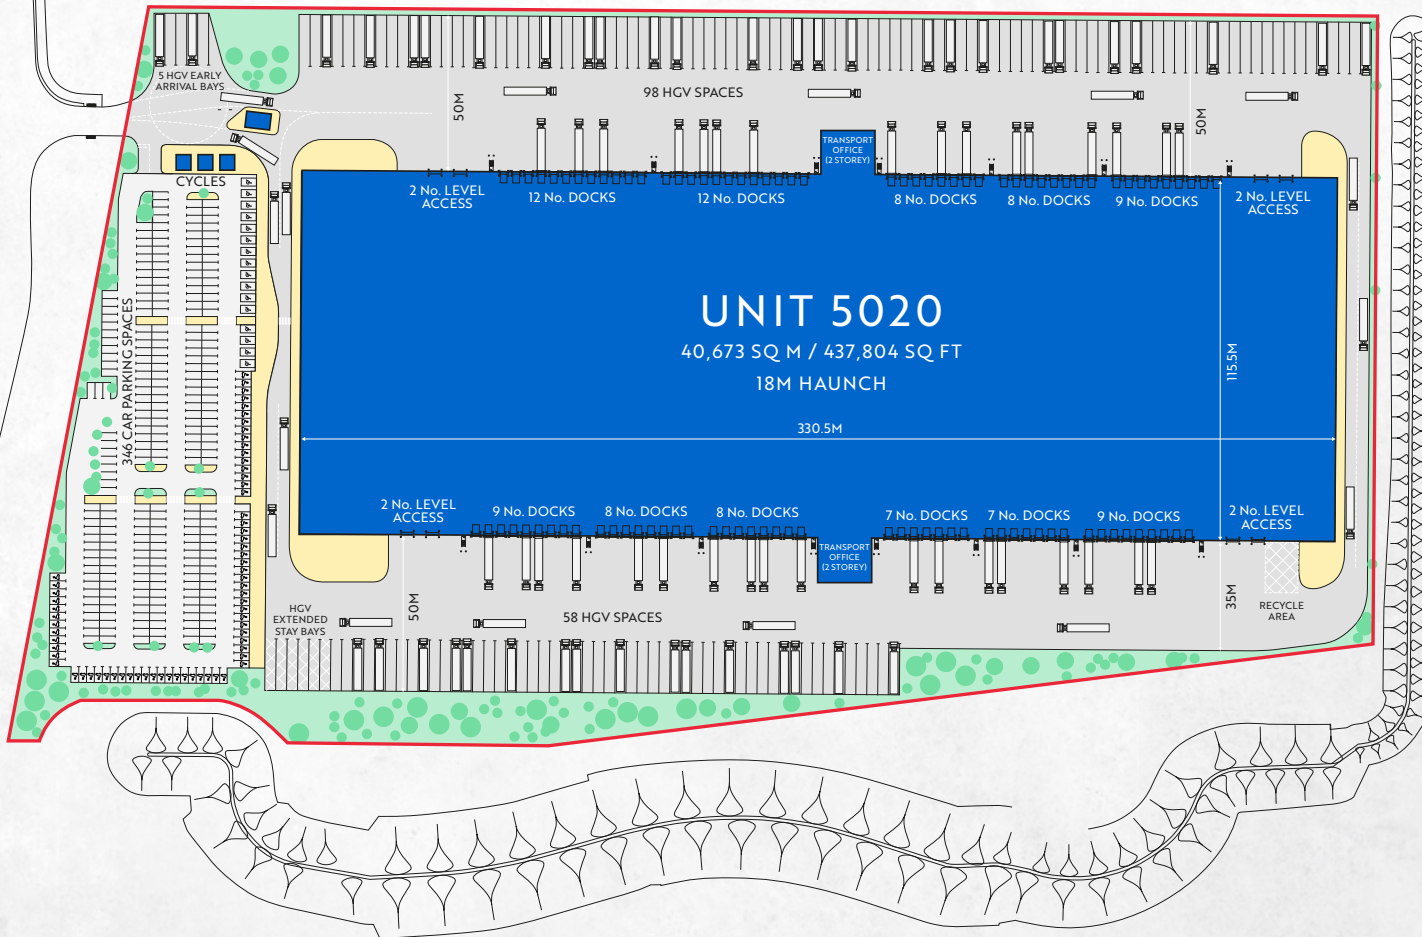 5 HGV EARLY
ARRIVAL BAYS
98 HGV SPACES
50M
50M
TRANSPORT
OFFICE
(2 STOREY)
CYCLES
2 No. LEVEL
ACCESS
12 No. DOCKS
12 No. DOCKS
8 No. DOCKS
8 No. DOCKS
9 No. DOCKS
2 No. LEVEL
ACCESS
346 CAR PARKING SPACES
UNIT 5020
40,673 SQ M / 437,804 SQ FT
18M HAUNCH
115.5M
330.5M
2 No. LEVEL
ACCESS
9 No. DOCKS
8 No. DOCKS
8 No. DOCKS
7 No. DOCKS
7 No. DOCKS
9 No. DOCKS
2 No. LEVEL
ACCESS
TRANSPORT
OFFICE
(2 STOREY)
HGV
EXTENDED
STAY BAYS
50M
58 HGV SPACES
35M
RECYCLE
AREA